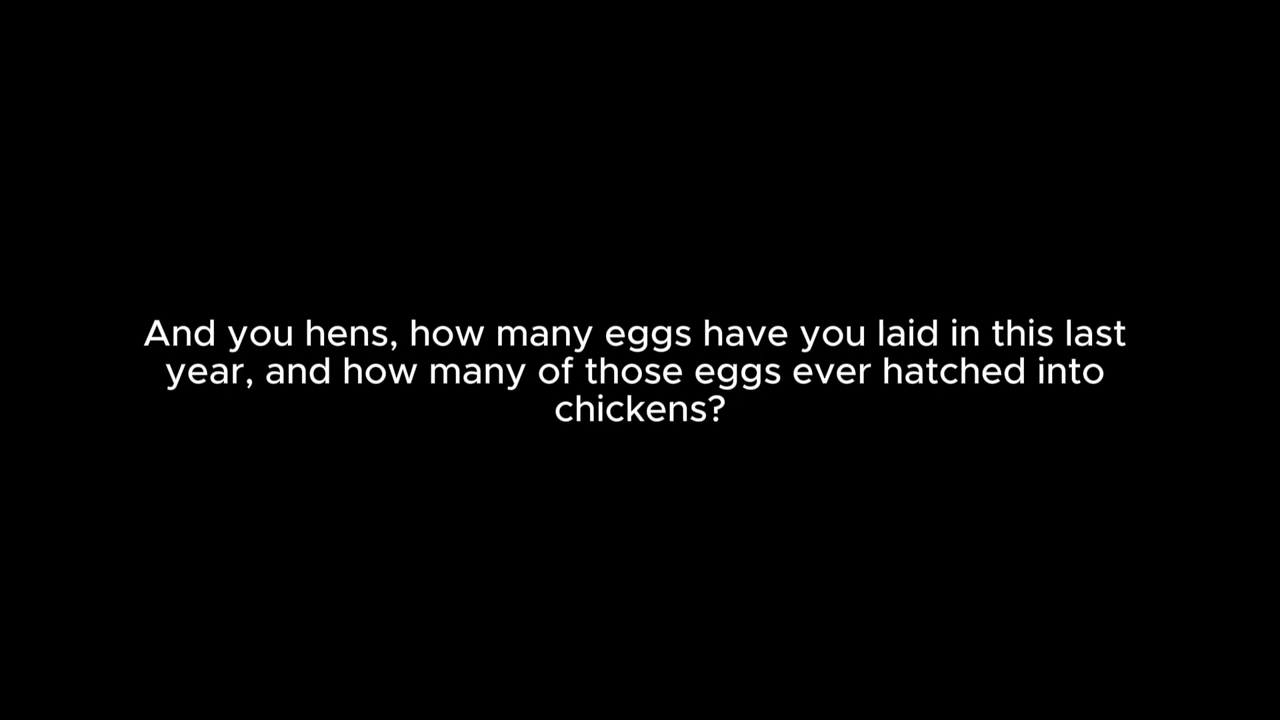 And you hens, how many eggs have you laid in this last
year, and how many of those eggs ever hatched into
chickens?